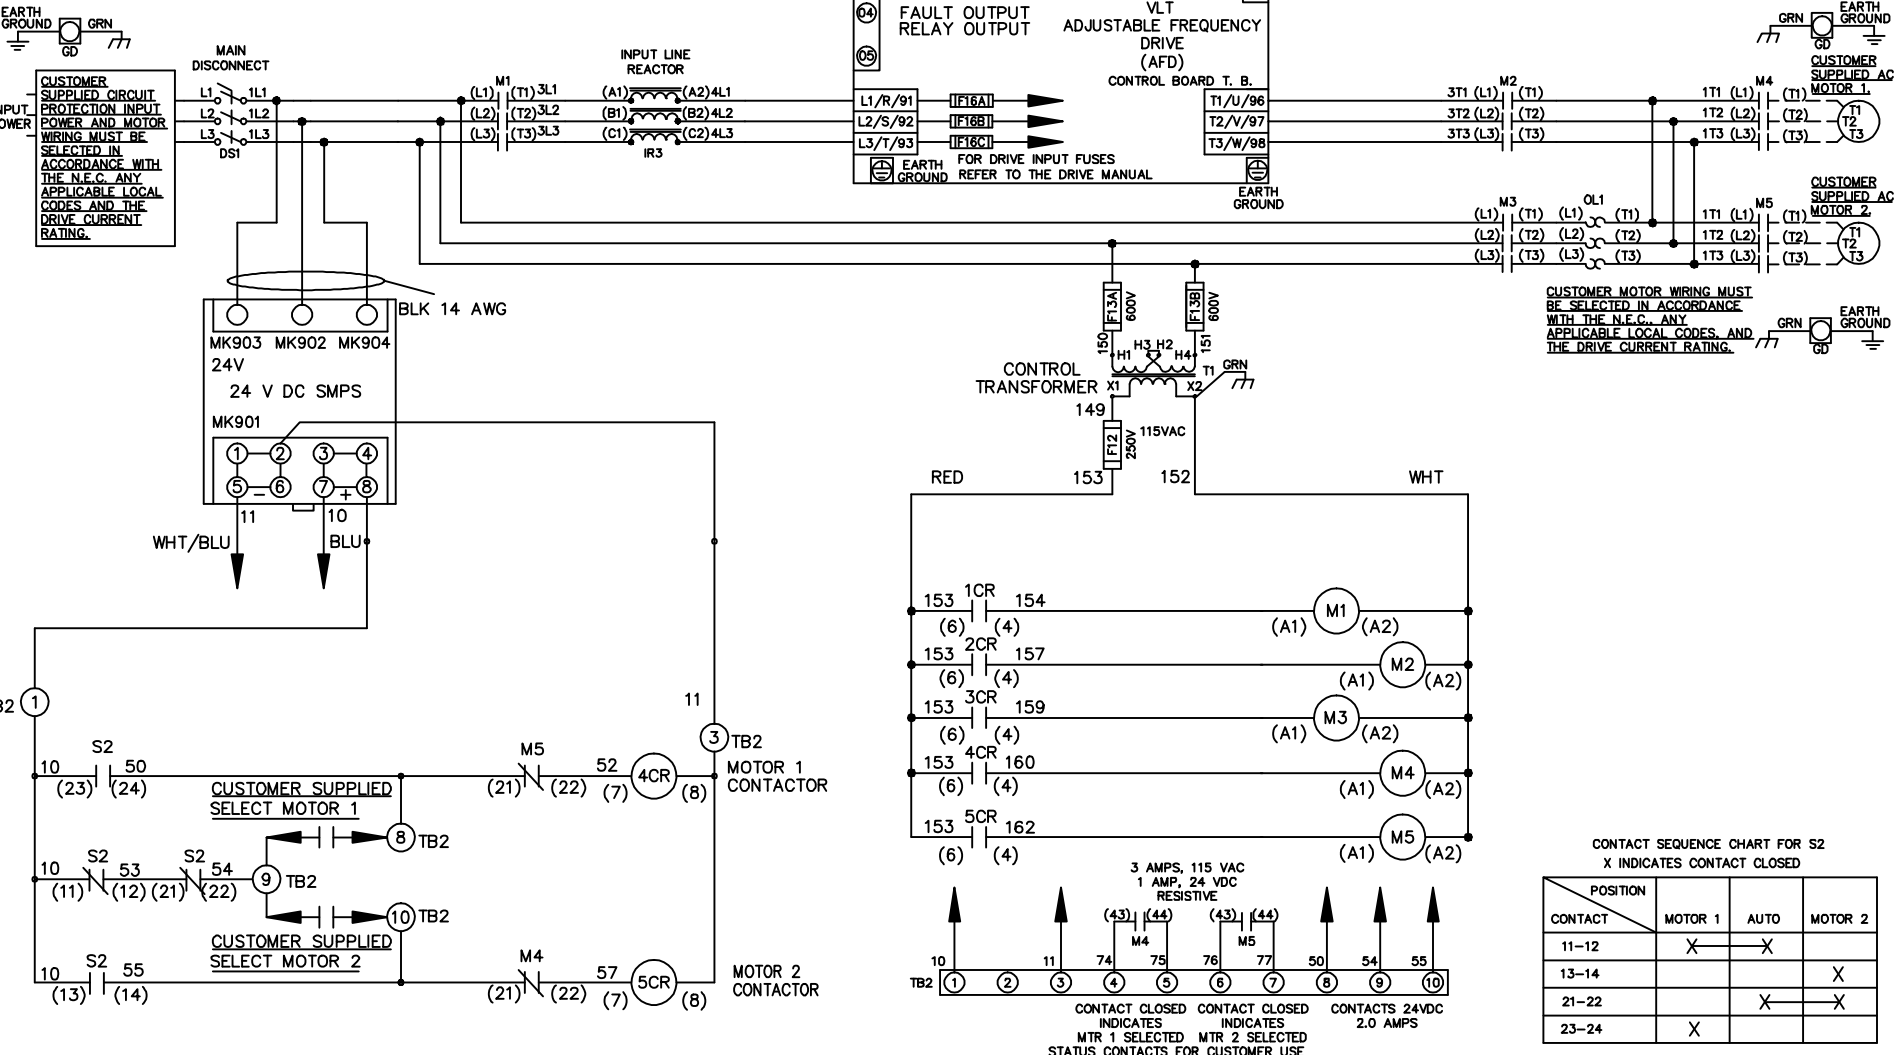 EARTH
GROUND
GRN
GD
MAIN
DISCONNECT
CUSTOMER
SUPPLIED CIRCUIT
PROTECTION INPUT
POWER AND MOTOR
WIRING MUST BE
SELECTED IN
ACCORDANCE WITH
THE N.E.C. ANY
APPLICABLE LOCAL
CODES AND THE
DRIVE CURRENT
RATING.
L1 1L1
L2 1L2
L3 1L3
DS1
M1
(L1) (T1) 3L1
(L2) (T2) 3L2
(L3) (T3) 3L3
INPUT LINE
REACTOR
(A1) (A2) 4L1
(B1) (B2) 4L2
(C1) (C2) 4L3
IR3
04
05
FAULT OUTPUT
RELAY OUTPUT
VLT
ADJUSTABLE FREQUENCY
DRIVE
(AFD)
CONTROL BOARD T. B.
L1/R/91 F16A T1/U/96
L2/S/92 F16B T2/V/97
L3/T/93 F16C T3/W/98
EARTH
GROUND
FOR DRIVE INPUT FUSES
REFER TO THE DRIVE MANUAL
EARTH
GROUND
M2
3T1 (L1) (T1)
3T2 (L2) (T2)
3T3 (L3) (T3)
M4
1T1 (L1) (T1)
1T2 (L2) (T2)
1T3 (L3) (T3)
GRN
GD
EARTH
GROUND
CUSTOMER
SUPPLIED AC
MOTOR 1.
T1
T2
T3
M3
(L1) (T1)
(L2) (T2)
(L3) (T3)
OL1
(L1) (T1)
(L2) (T2)
(L3) (T3)
M5
1T1 (L1) (T1)
1T2 (L2) (T2)
1T3 (L3) (T3)
CUSTOMER
SUPPLIED AC
MOTOR 2.
T1
T2
T3
CUSTOMER MOTOR WIRING MUST
BE SELECTED IN ACCORDANCE
WITH THE N.E.C., ANY
APPLICABLE LOCAL CODES, AND
THE DRIVE CURRENT RATING.
GRN
GD
EARTH
GROUND
BLK 14 AWG
MK903 MK902 MK904
24V
24 V DC SMPS
MK901
1 2 3 4
5 - 6 7 + 8
11
10
WHT/BLU
BLU
F13A
600V
F13B
600V
150
151
H1 H3 H2 H4
CONTROL
TRANSFORMER
T1
GRN
X1 X2
149
F12
250V
115VAC
153
152
RED
WHT
153 1CR 154 M1
(6) (4) (A1) (A2)
153 2CR 157 M2
(6) (4) (A1) (A2)
153 3CR 159 M3
(6) (4) (A1) (A2)
153 4CR 160 M4
(6) (4) (A1) (A2)
153 5CR 162 M5
(6) (4) (A1) (A2)
1
11
3 TB2
10 S2 50 M5 52 4CR
(23) (24) (21) (22) (7) (8)
MOTOR 1
CONTACTOR
CUSTOMER SUPPLIED
SELECT MOTOR 1
8 TB2
10 S2 53 S2 54 9 TB2
(11) (12) (21) (22)
10 TB2
CUSTOMER SUPPLIED
SELECT MOTOR 2
10 S2 55 M4 57 5CR
(13) (14) (21) (22) (7) (8)
MOTOR 2
CONTACTOR
3 AMPS, 115 VAC
1 AMP, 24 VDC
RESISTIVE
(43) (44) (43) (44)
M4 M5
10 11 74 75 76 77 50 54 55
TB2 1 2 3 4 5 6 7 8 9 10
CONTACT CLOSED
INDICATES
MTR 1 SELECTED
CONTACT CLOSED
INDICATES
MTR 2 SELECTED
STATUS CONTACTS FOR CUSTOMER USE
CONTACTS 24VDC
2.0 AMPS
CONTACT SEQUENCE CHART FOR S2
X INDICATES CONTACT CLOSED
POSITION
CONTACT MOTOR 1 AUTO MOTOR 2
11-12 X X
13-14 X
21-22 X X
23-24 X